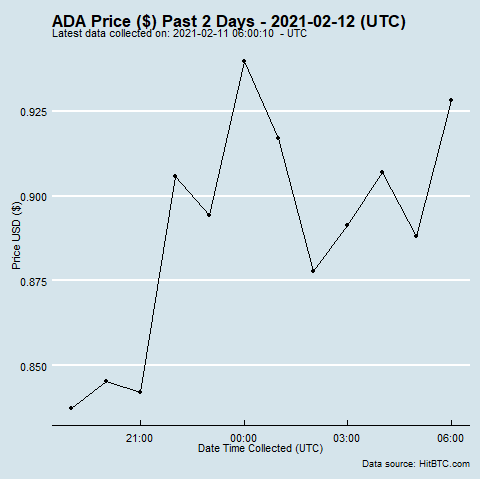 ADA Price ($) Past 2 Days - 2021-02-12 (UTC)
Latest data collected on: 2021-02-11 06:00:10  - UTC
Price USD ($)
0.925
0.900
0.875
0.850
21:00 00:00 03:00 06:00
Date Time Collected (UTC)
Data source: HitBTC.com